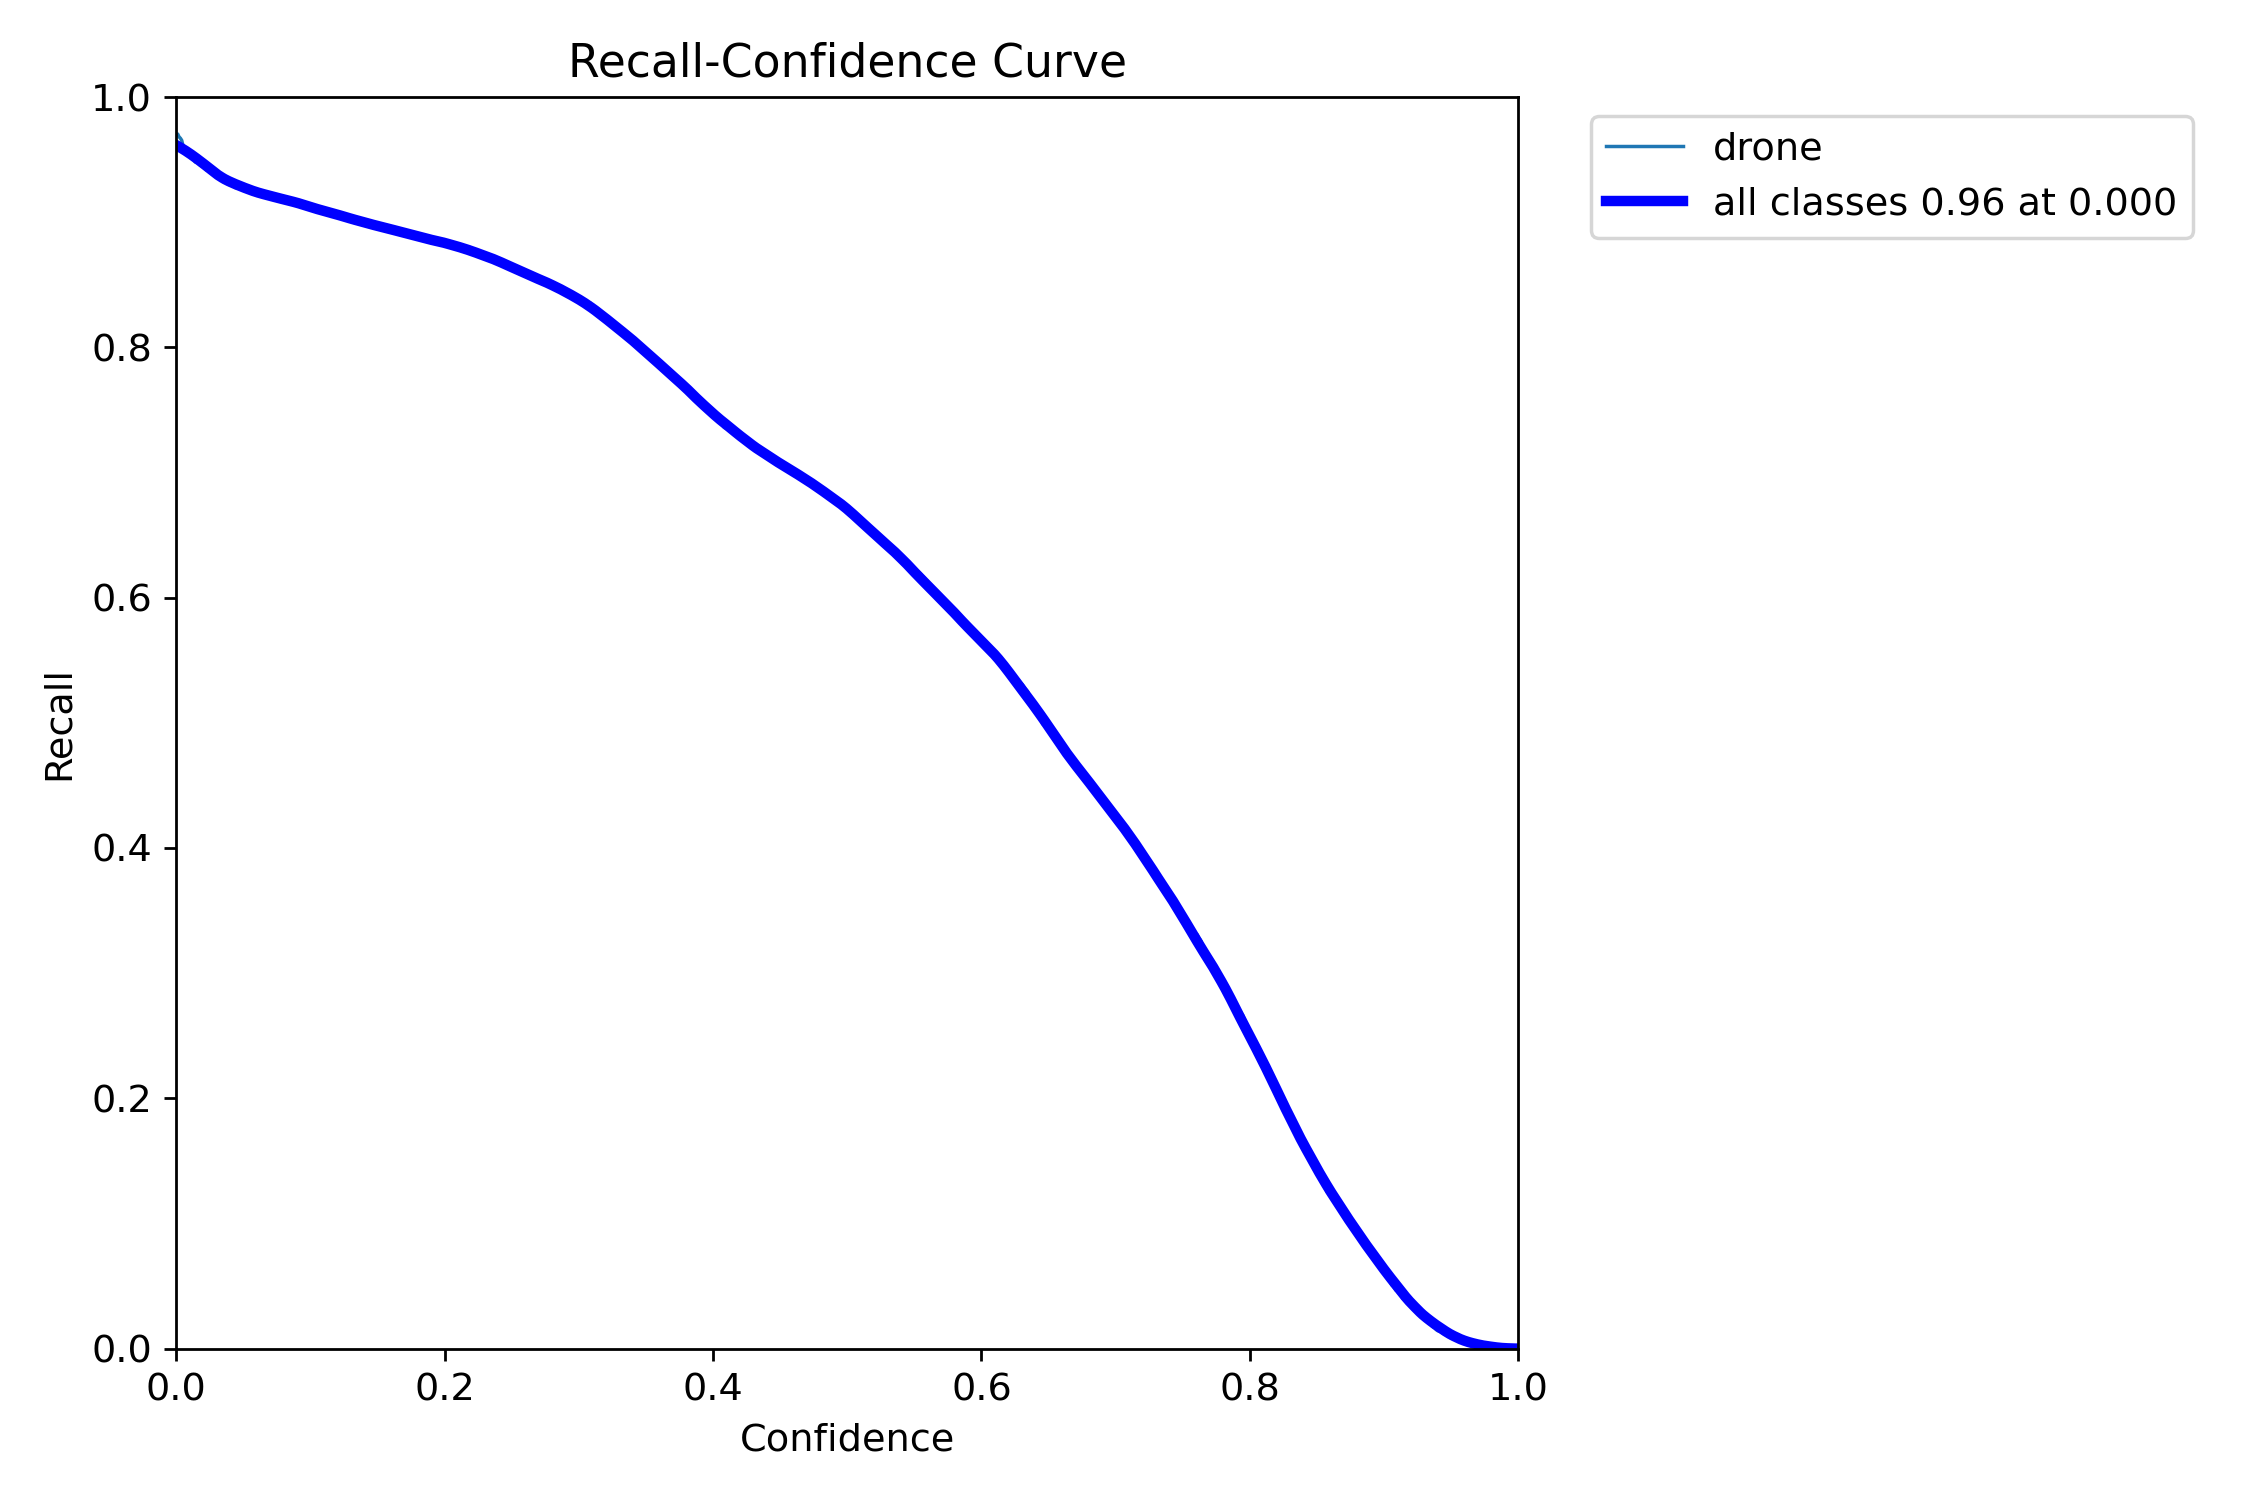 Recall-Confidence Curve
1.0
0.8
0.6
0.4
0.2
0.0
Recall
0.0 0.2 0.4 0.6 0.8 1.0
Confidence
drone
all classes 0.96 at 0.000